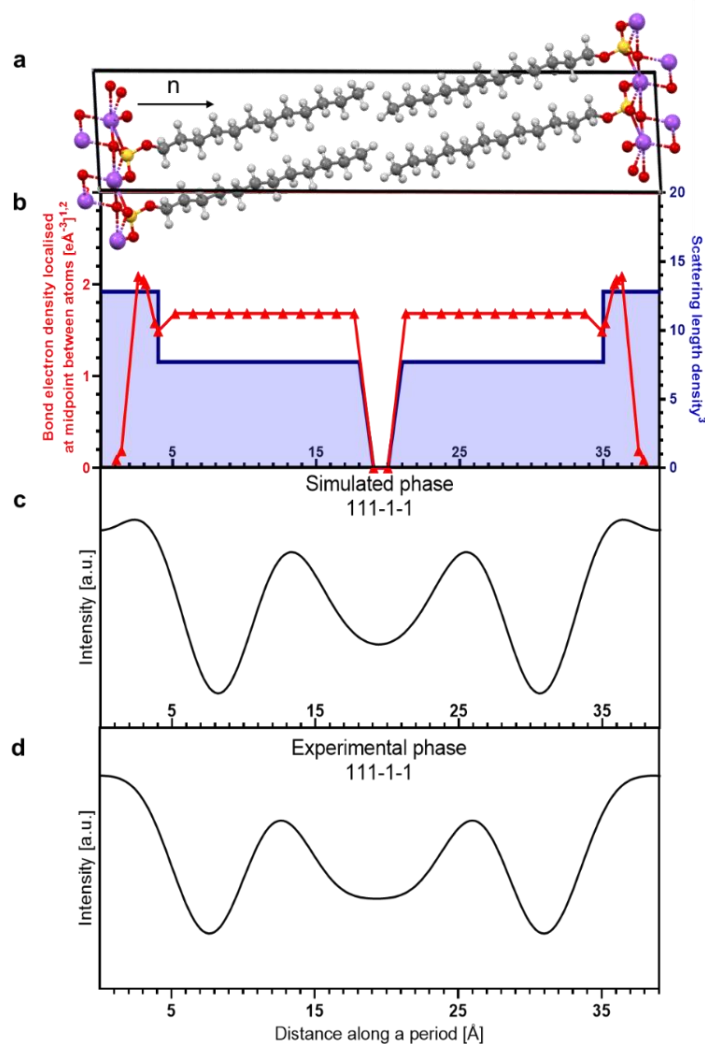 a
n
b
Bond electron density localised
at midpoint between atoms [eA⁻³]¹·²
2
1
0
20
15
10
5
0
Scattering length density³
5
15
25
35
c
Simulated phase
111-1-1
Intensity [a.u.]
5
15
25
35
d
Experimental phase
111-1-1
Intensity [a.u.]
5
15
25
35
Distance along a period [Å]